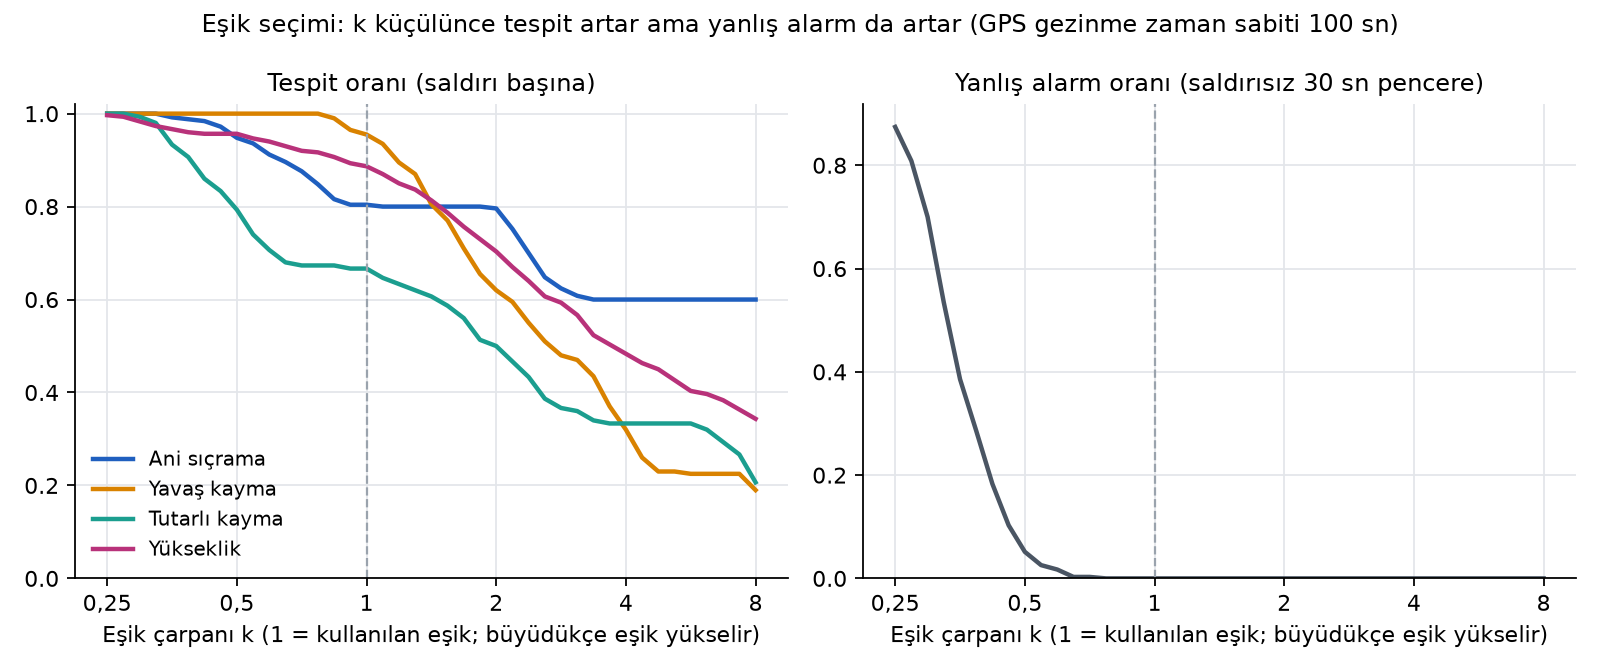 Eşik seçimi: k küçülünce tespit artar ama yanlış alarm da artar (GPS gezinme zaman sabiti 100 sn)
Tespit oranı (saldırı başına)
1.0
0.8
0.6
0.4
0.2
0.0
Ani sıçrama
Yavaş kayma
Tutarlı kayma
Yükseklik
0,25
0,5
1
2
4
8
Eşik çarpanı k (1 = kullanılan eşik; büyüdükçe eşik yükselir)
Yanlış alarm oranı (saldırısız 30 sn pencere)
0.8
0.6
0.4
0.2
0.0
0,25
0,5
1
2
4
8
Eşik çarpanı k (1 = kullanılan eşik; büyüdükçe eşik yükselir)